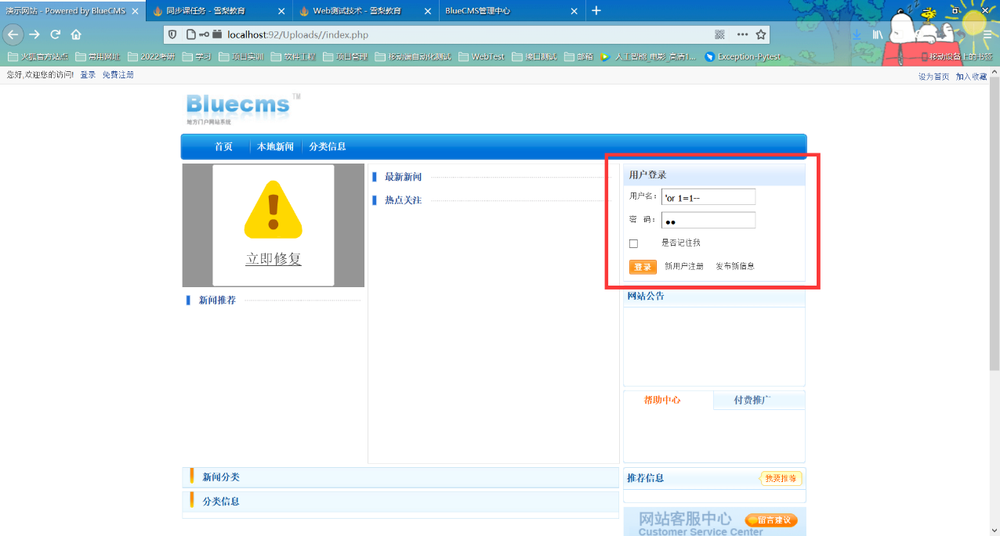 演示网站 - Powered by BlueCMS
同步课任务 - 雪梨教育
Web测试技术 - 雪梨教育
BlueCMS管理中心
localhost:92/Uploads//index.php
火狐官方站点 常用网址 2022考研 学习 项目实训 软件工程 项目管理 移动端自动化测试 WebTest 接口测试 邮箱 Exception-Pytest 移动设备上的书签
您好,欢迎您的访问! 登录 免费注册
设为首页 加入收藏
Bluecms TM
地方门户网站系统
首页 本地新闻 分类信息
立即修复
新闻推荐
最新新闻
热点关注
用户登录
用户名: 'or 1=1--
密 码: ●●
是否记住我
登录 新用户注册 发布新信息
网站公告
帮助中心 付费推广
新闻分类
分类信息
推荐信息 我要推荐
网站客服中心 留言建议
Customer Service Center